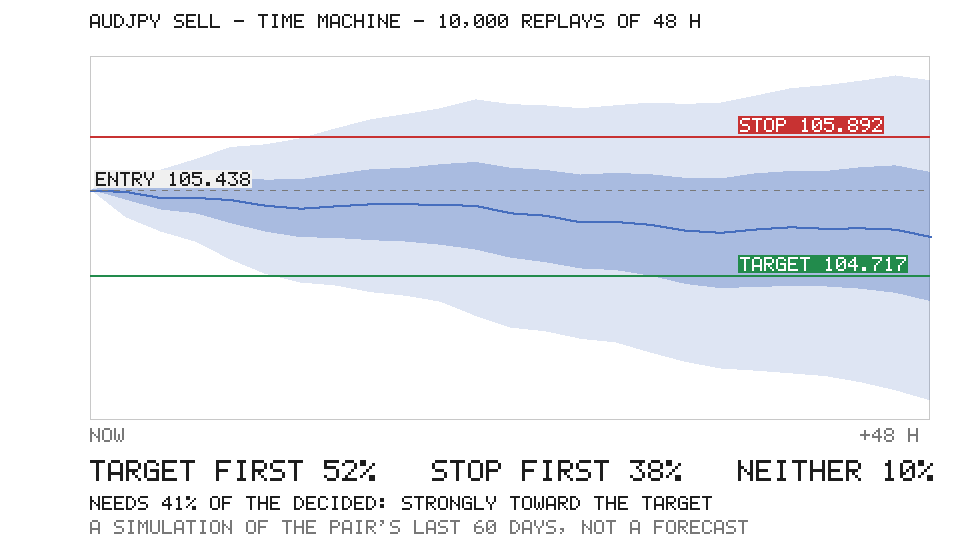 AUDJPY SELL - TIME MACHINE - 10,000 REPLAYS OF 48 H
STOP 105.892
ENTRY 105.438
TARGET 104.717
NOW +48 H
TARGET FIRST 52% STOP FIRST 38% NEITHER 10%
NEEDS 41% OF THE DECIDED: STRONGLY TOWARD THE TARGET
A SIMULATION OF THE PAIR'S LAST 60 DAYS, NOT A FORECAST